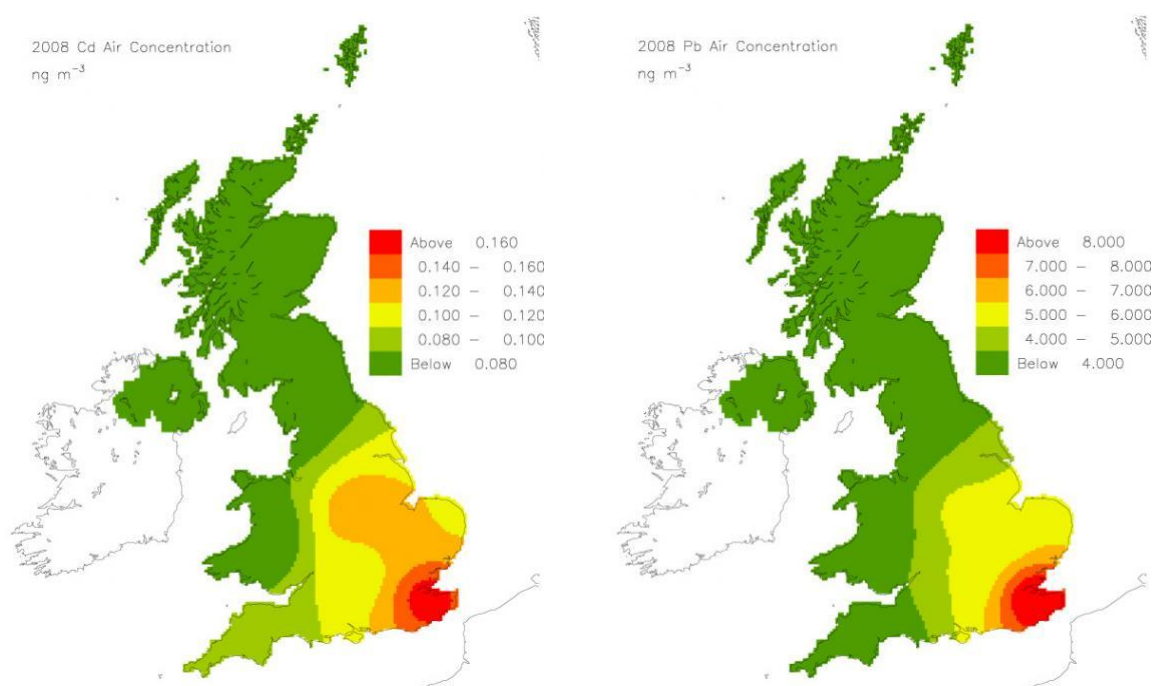 2008 Cd Air Concentration
ng m⁻³
Above 0.160
0.140 – 0.160
0.120 – 0.140
0.100 – 0.120
0.080 – 0.100
Below 0.080
2008 Pb Air Concentration
ng m⁻³
Above 8.000
7.000 – 8.000
6.000 – 7.000
5.000 – 6.000
4.000 – 5.000
Below 4.000